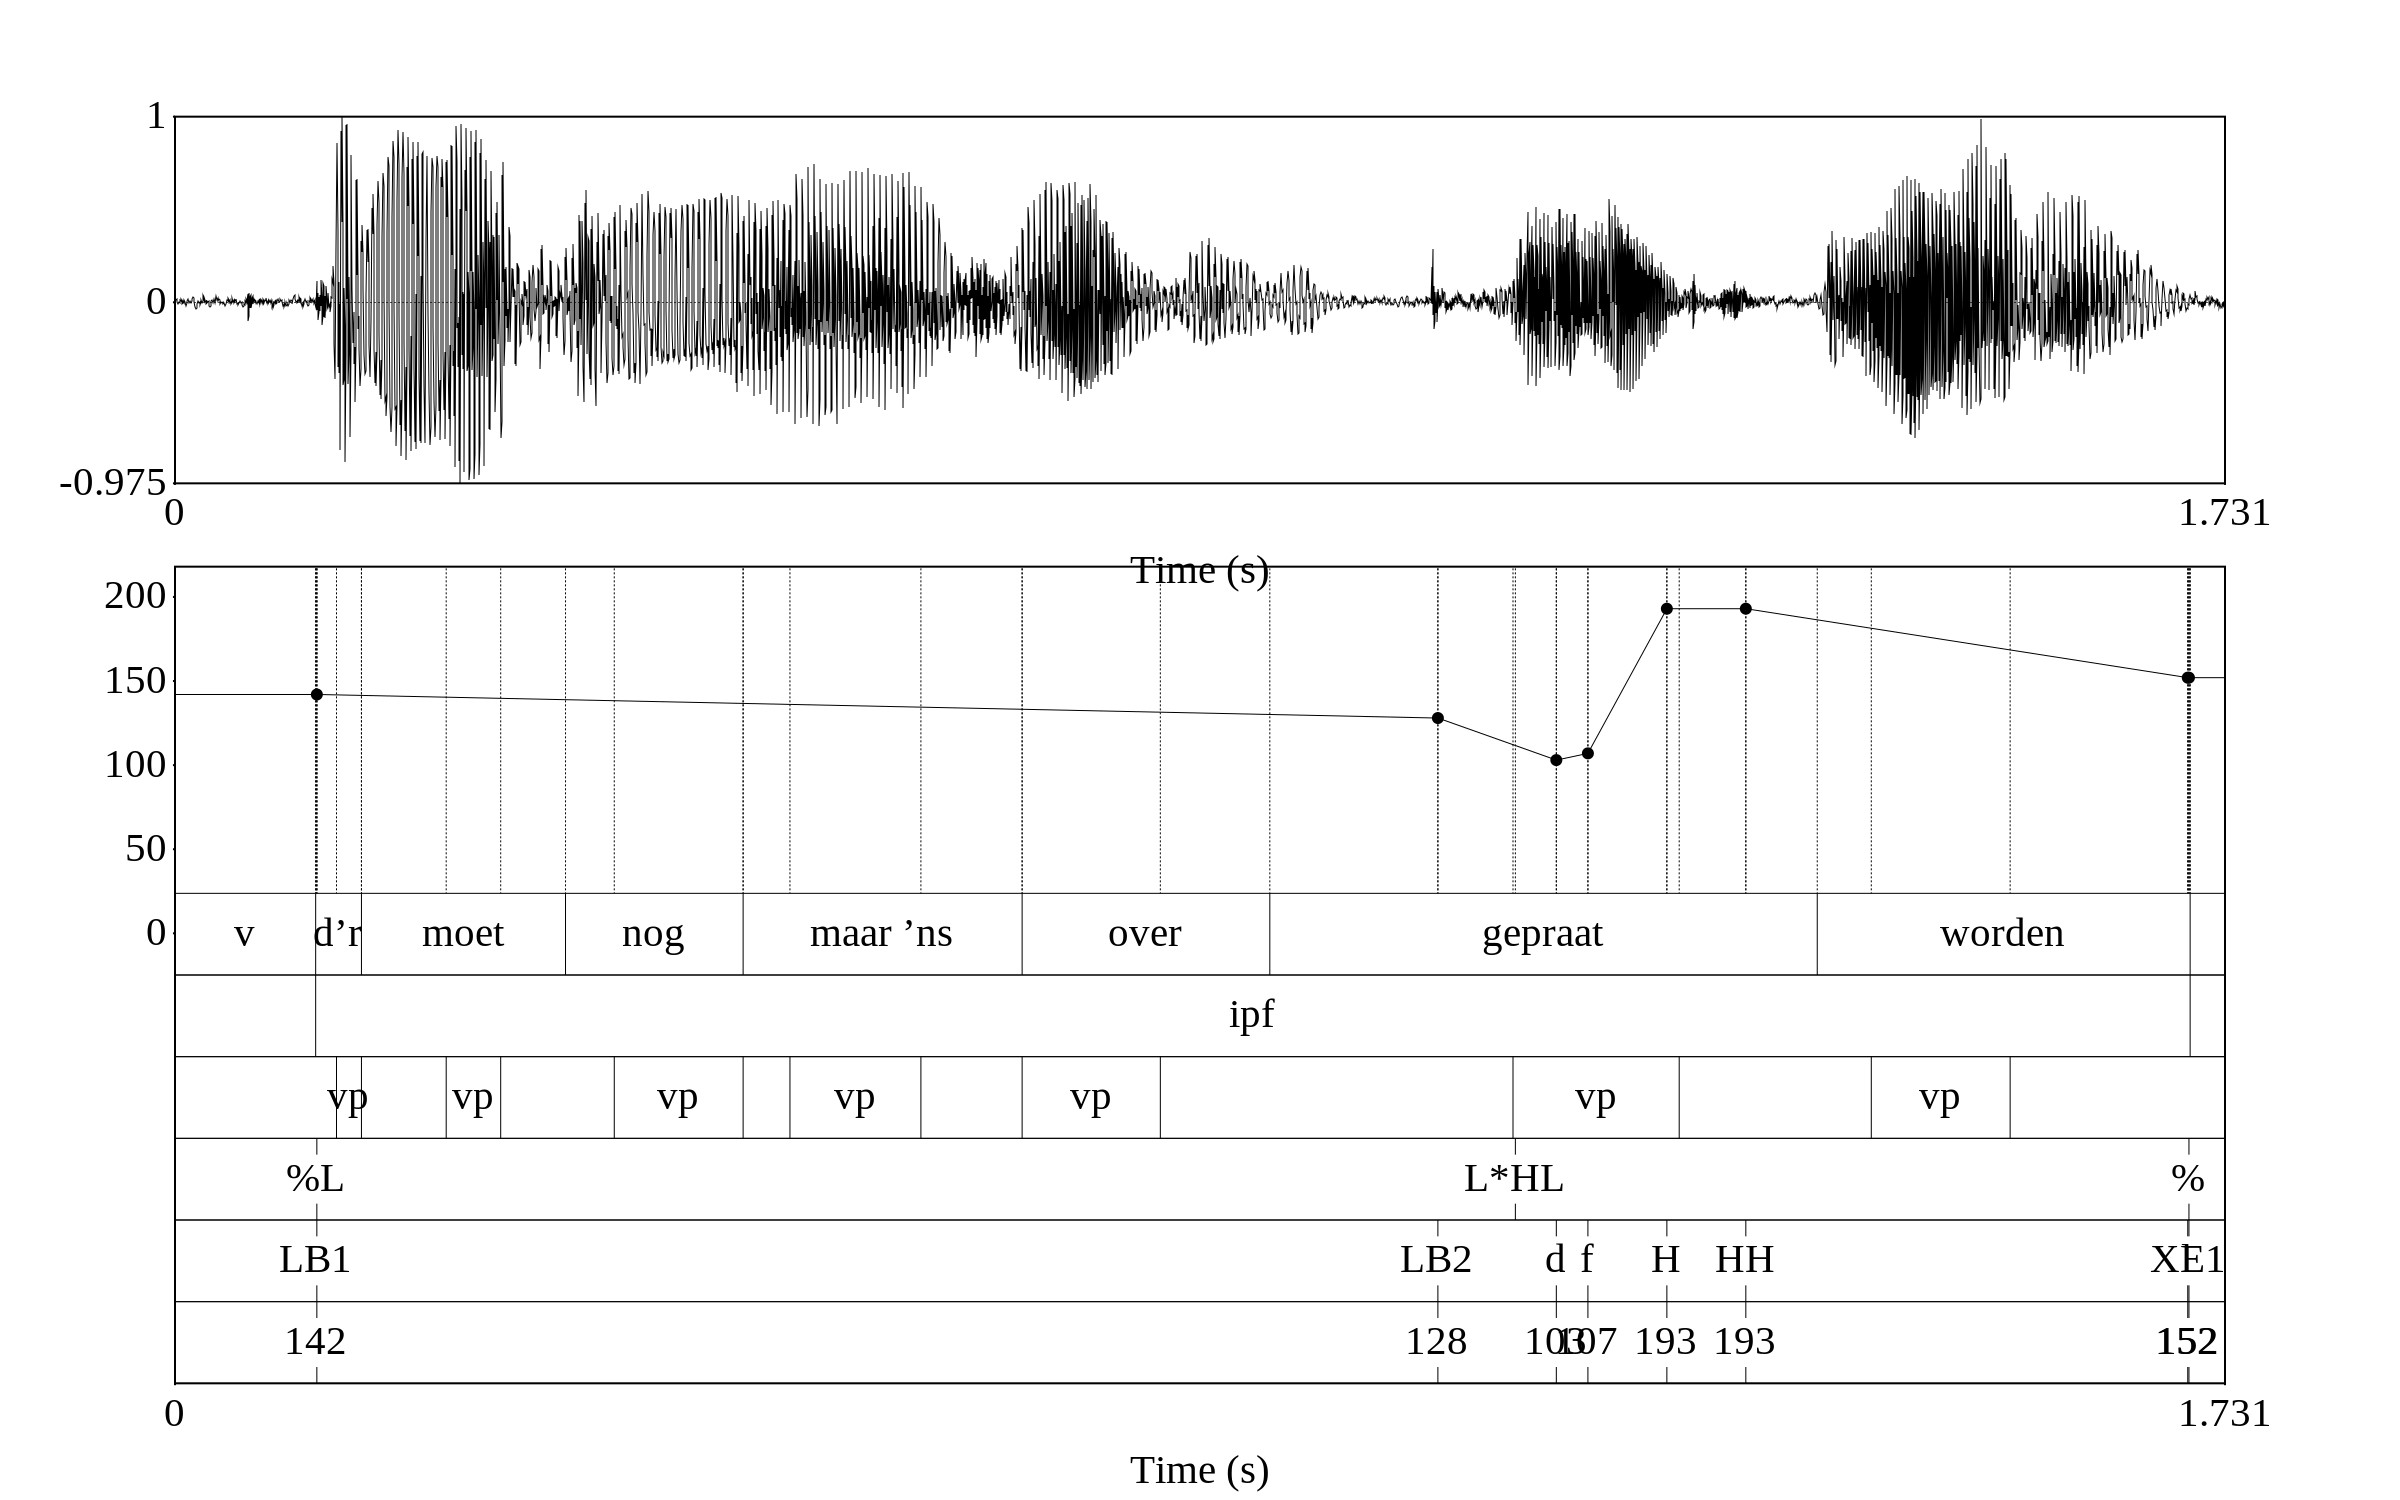 1
0
-0.975
0 1.731
Time (s)
200
150
100
50
0
v d’r moet nog maar ’ns over gepraat worden
ipf
vp vp vp vp vp vp vp
%L L*HL %
LB1 LB2 d f H HH XE1
142 128 103 107 193 193 152
0 1.731
Time (s)